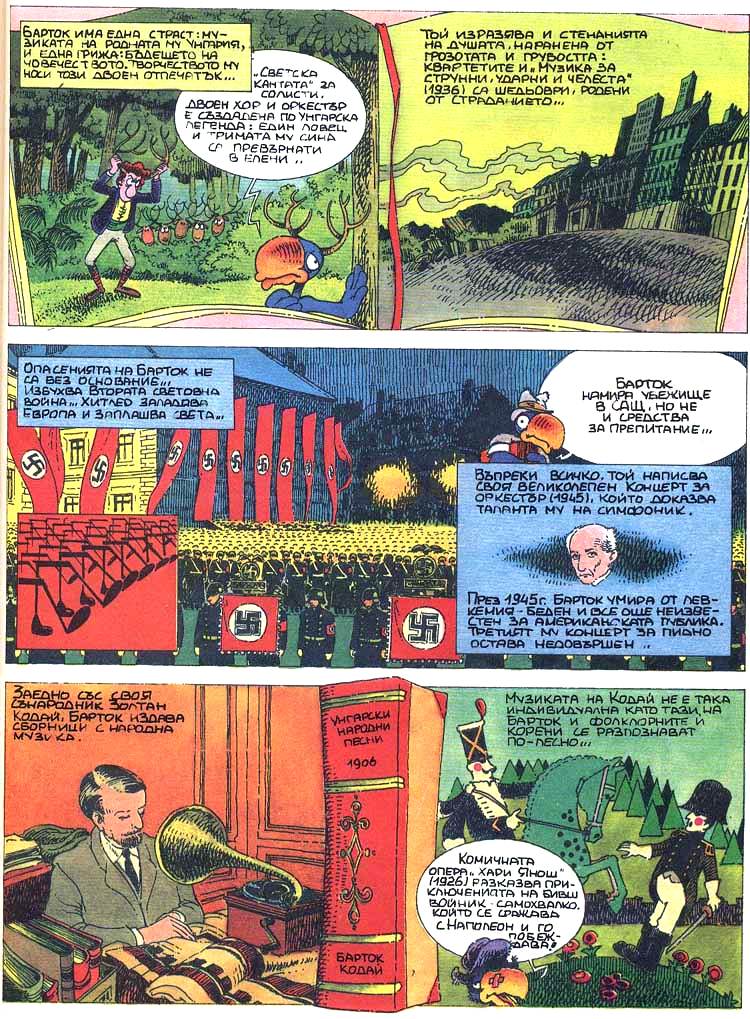 БАРТОК ИМА ЕДНА СТРАСТ: МУ-
ЗИКАТА НА РОДНАТА МУ УНГАРИЯ,
И ЕДНА ГРИЖА: БЪДЕЩЕТО НА
ЧОВЕЧЕСТВОТО. ТВОРЧЕСТВОТО МУ
НОСИ ТОЗИ ДВОЕН ОТПЕЧАТЪК...
„СВЕТСКА
КАНТАТА" ЗА
СОЛИСТИ,
ДВОЕН ХОР И ОРКЕСТЪР
Е СЪЗДАДЕНА ПО УНГАРСКА
ЛЕГЕНДА: ЕДИН ЛОВЕЦ
И ТРИМАТА МУ СИНА
СА ПРЕВЪРНАТИ
В ЕЛЕНИ..
ТОЙ ИЗРАЗЯВА И СТЕНАНИЯТА
НА ДУШАТА, НАРАНЕНА ОТ
ГРОЗОТАТА И ГРУБОСТТА:
КВАРТЕТИТЕ И „МУЗИКА ЗА
СТРУННИ, УДАРНИ И ЧЕЛЕСТА"
(1936) СА ШЕДЬОВРИ, РОДЕНИ
ОТ СТРАДАНИЕТО...
ОПАСЕНИЯТА НА БАРТОК НЕ
СА БЕЗ ОСНОВАНИЕ...
ИЗБУХВА ВТОРАТА СВЕТОВНА
ВОЙНА... ХИТЛЕР ЗАВЛАДЯВА
ЕВРОПА И ЗАПЛАШВА СВЕТА...
БАРТОК
НАМИРА УБЕЖИЩЕ
В САЩ, НО НЕ
И СРЕДСТВА
ЗА ПРЕПИТАНИЕ...
ВЪПРЕКИ ВСИЧКО, ТОЙ НАПИСВА
СВОЯ ВЕЛИКОЛЕПЕН КОНЦЕРТ ЗА
ОРКЕСТЪР (1945), КОЙТО ДОКАЗВА
ТАЛАНТА МУ НА СИМФОНИК.
ПРЕЗ 1945 г. БАРТОК УМИРА ОТ ЛЕВ-
КЕМИЯ - БЕДЕН И ВСЕ ОЩЕ НЕИЗВЕ-
СТЕН ЗА АМЕРИКАНСКАТА ПУБЛИКА.
ТРЕТИЯТ МУ КОНЦЕРТ ЗА ПИАНО
ОСТАВА НЕДОВЪРШЕН..
ЗАЕДНО СЪС СВОЯ
СЪНАРОДНИК ЗОЛТАН
КОДАЙ, БАРТОК ИЗДАВА
СБОРНИЦИ С НАРОДНА
МУЗИКА.
УНГАРСКИ
НАРОДНИ
ПЕСНИ
1906
БАРТОК
КОДАЙ
МУЗИКАТА НА КОДАЙ НЕ Е ТАКА
ИНДИВИДУАЛНА КАТО ТАЗИ НА
БАРТОК И ФОЛКЛОРНИТЕ Й
КОРЕНИ СЕ РАЗПОЗНАВАТ
ПО-ЛЕСНО...
КОМИЧНАТА
ОПЕРА „ХАРИ ЯНОШ"
(1926) РАЗКАЗВА ПРИ-
КЛЮЧЕНИЯТА НА БИВШ
ВОЙНИК - САМОХВАЛКО,
КОЙТО СЕ СРАЖАВА
С НАПОЛЕОН И ГО
ПОБЕЖ-
ДАВА!